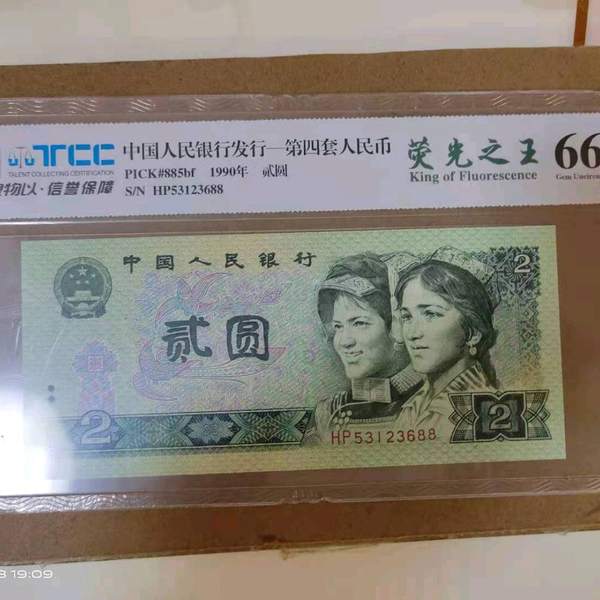 TCC
TALENT COLLECTING CERTIFICATION
物以·信誉保障
中国人民银行发行—第四套人民币
PICK#885bf 1990年 贰圆
S/N HP53123688
荧光之王
King of Fluorescence
66
Gem Uncircu
中国人民银行
2
贰圆
2
2
HP53123688
19:09